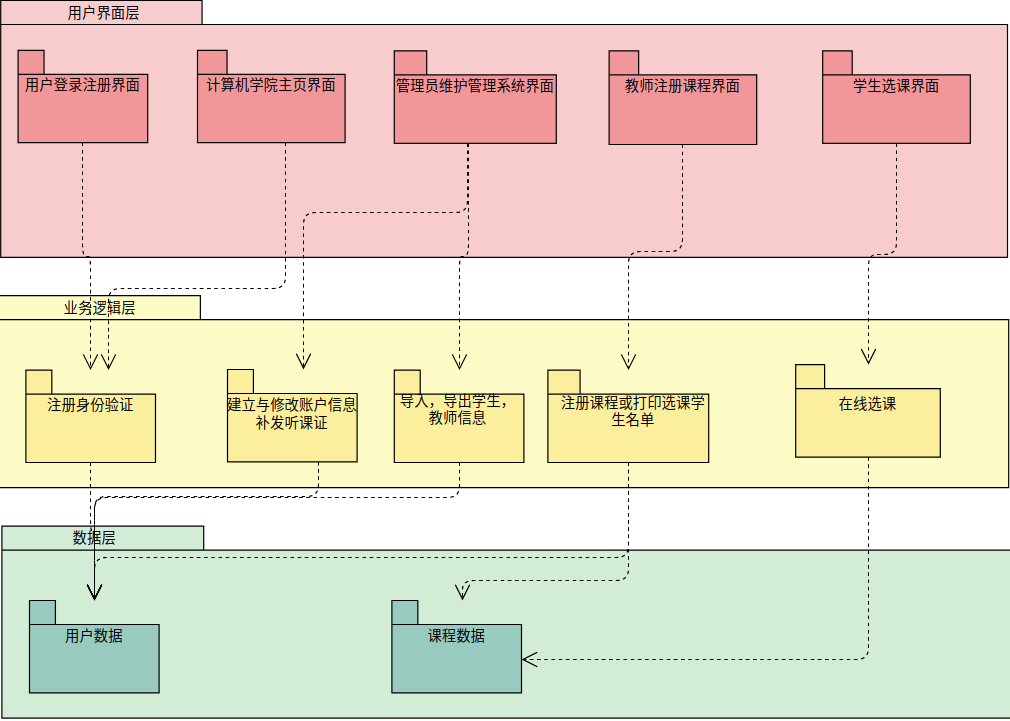 用户界面层
用户登录注册界面
计算机学院主页界面
管理员维护管理系统界面
教师注册课程界面
学生选课界面
业务逻辑层
注册身份验证
建立与修改账户信息
补发听课证
导入，导出学生，
教师信息
注册课程或打印选课学
生名单
在线选课
数据层
用户数据
课程数据